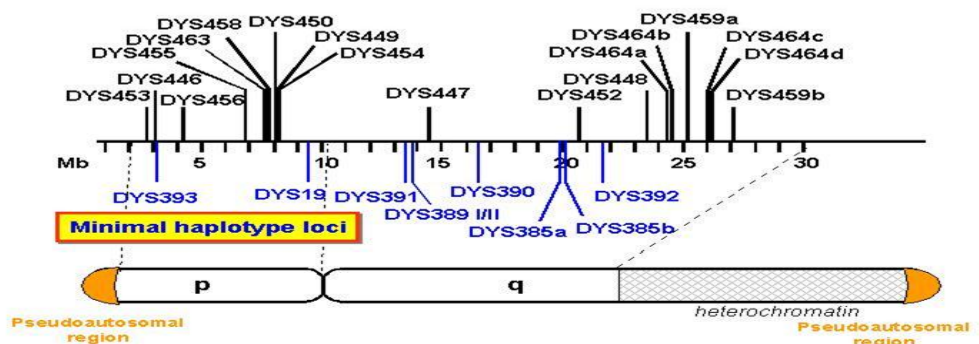 DYS459a
DYS450
DYS458
DYS463
DYS449
DYS464b
DYS464c
DYS455
DYS454
DYS464a
DYS464d
DYS446
DYS448
DYS453
DYS456
DYS447
DYS452
DYS459b
Mb 5 10 15 20 25 30
DYS393
DYS19
DYS391
DYS390
DYS392
DYS389 I/II
DYS385a
DYS385b
Minimal haplotype loci
p
q
heterochromatin
Pseudoautosomal
region
Pseudoautosomal
region